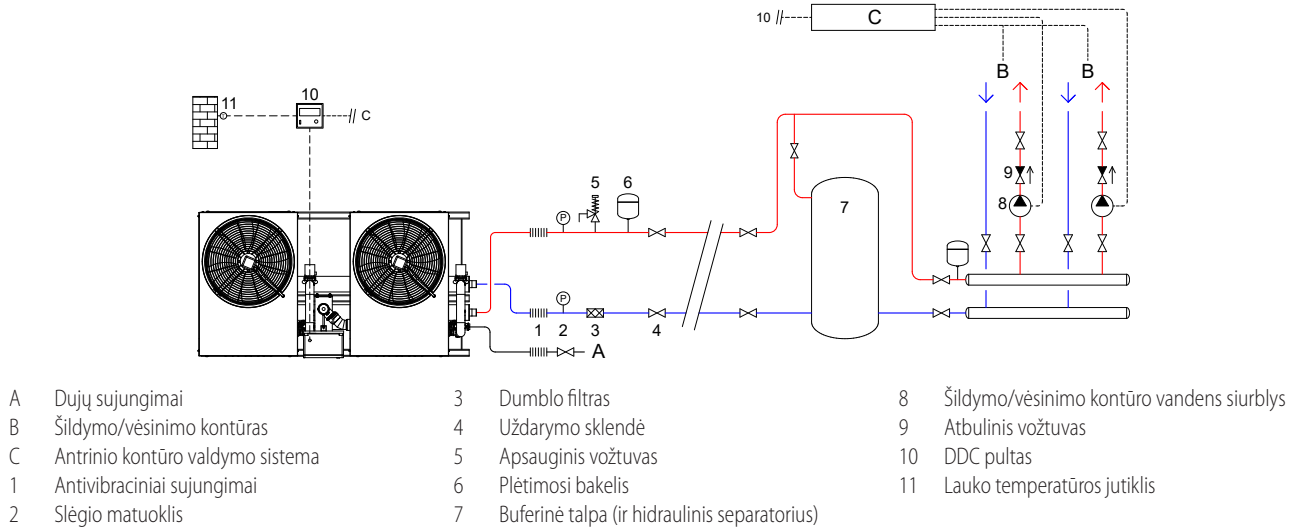 10
C
B
B
11
10
C
5
6
7
9
8
P
P
1
2
3
4
A
A Dujų sujungimai
B Šildymo/vėsinimo kontūras
C Antrinio kontūro valdymo sistema
1 Antivibraciniai sujungimai
2 Slėgio matuoklis
3 Dumblo filtras
4 Uždarymo sklendė
5 Apsauginis vožtuvas
6 Plėtimosi bakelis
7 Buferinė talpa (ir hidraulinis separatorius)
8 Šildymo/vėsinimo kontūro vandens siurblys
9 Atbulinis vožtuvas
10 DDC pultas
11 Lauko temperatūros jutiklis